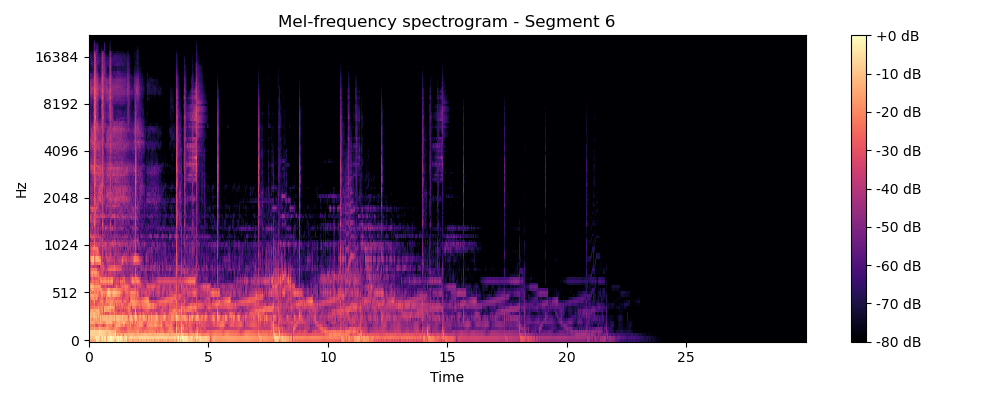 Mel-frequency spectrogram - Segment 6
Hz
16384
8192
4096
2048
1024
512
0
0 5 10 15 20 25
Time
+0 dB
-10 dB
-20 dB
-30 dB
-40 dB
-50 dB
-60 dB
-70 dB
-80 dB